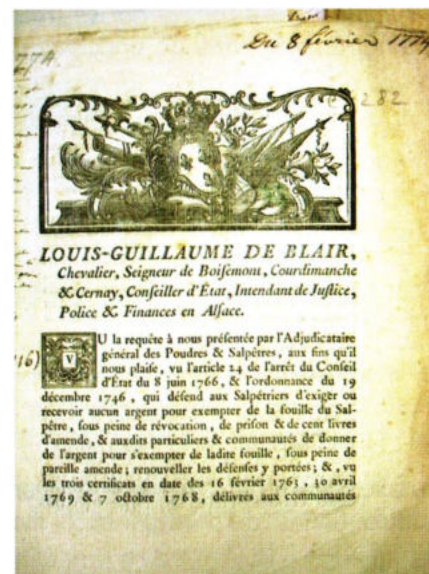 Du 8 février 1774
282
LOUIS-GUILLAUME DE BLAIR,
Chevalier, Seigneur de Boisemont, Courdimanche
& Cernay, Conseiller d'État, Intendant de Justice,
Police & Finances en Alsace.
VU la requête à nous présentée par l'Adjudicataire
général des Poudres & Salpêtres, aux fins qu'il
nous plaise, vu l'article 24 de l'arrêt du Conseil
d'État du 8 juin 1766, & l'ordonnance du 19
décembre 1746, qui défend aux Salpêtriers d'exiger ou
recevoir aucun argent pour exempter de la fouille du Sal-
pêtre, sous peine de révocation, de prison & de cent livres
d'amende, & auxdits particuliers & communautés de donner
de l'argent pour s'exempter de ladite fouille, sous peine de
pareille amende; renouveller les défenses y portées; &, vu
les trois certificats en date des 16 février 1763, 30 avril
1769 & 7 octobre 1768, délivrés aux communautés